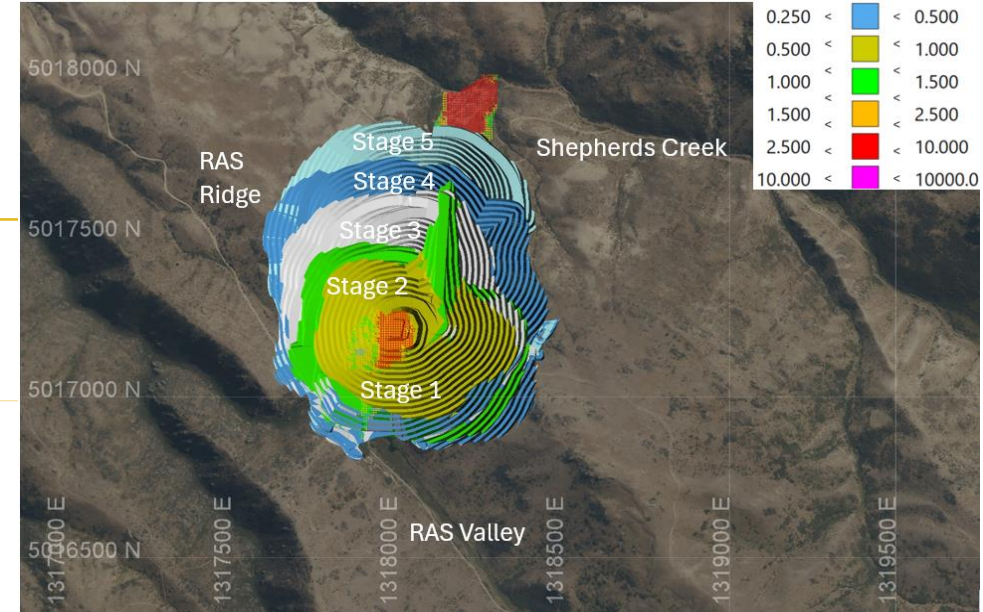 0.250 < < 0.500
0.500 < < 1.000
1.000 < < 1.500
1.500 < < 2.500
2.500 < < 10.000
10.000 < < 10000.0
5018000 N
Stage 5
Shepherds Creek
RAS
Ridge
Stage 4
5017500 N
Stage 3
Stage 2
5017000 N
Stage 1
RAS Valley
5016500 N
1317000 E
1317500 E
1318000 E
1318500 E
1319000 E
1319500 E